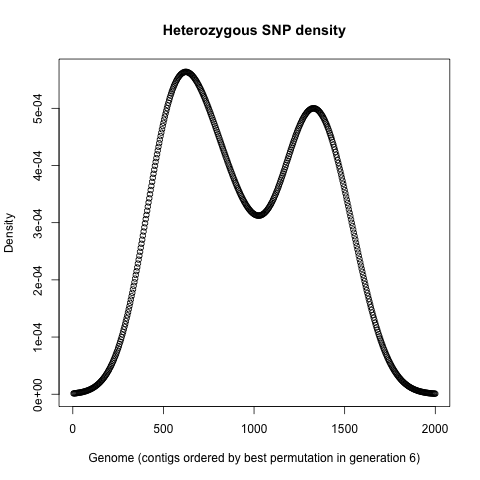 Heterozygous SNP density
Density
5e-04
4e-04
3e-04
2e-04
1e-04
0e+00
0 500 1000 1500 2000
Genome (contigs ordered by best permutation in generation 6)